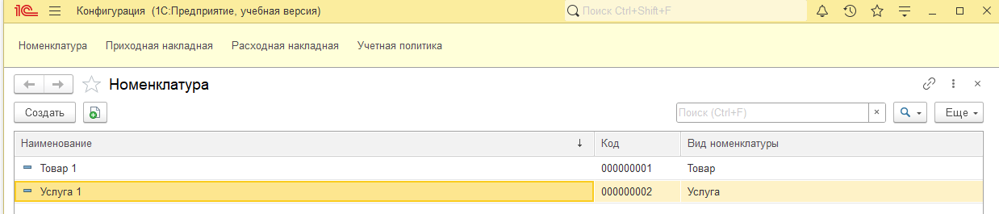 1С Конфигурация (1С:Предприятие, учебная версия) Поиск Ctrl+Shift+F
Номенклатура Приходная накладная Расходная накладная Учетная политика
Номенклатура
Создать Поиск (Ctrl+F) × Еще
Наименование ↓ Код Вид номенклатуры
Товар 1 000000001 Товар
Услуга 1 000000002 Услуга